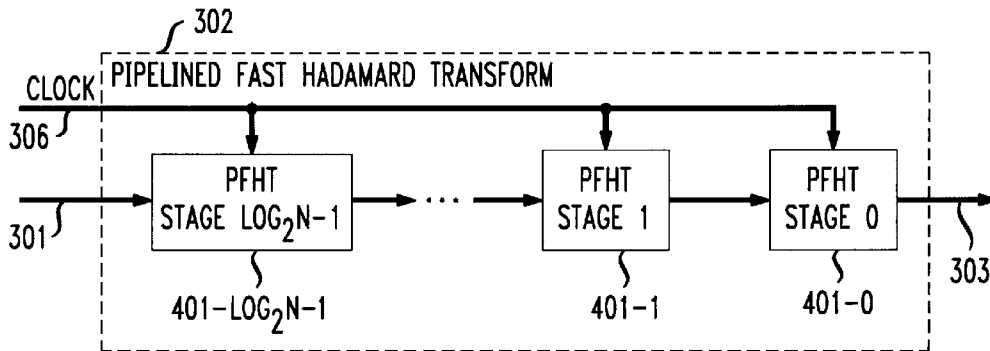 302
CLOCK
PIPELINED FAST HADAMARD TRANSFORM
306
PFHT
STAGE LOG₂N-1
...
PFHT
STAGE 1
PFHT
STAGE 0
301
303
401-LOG₂N-1
401-1
401-0